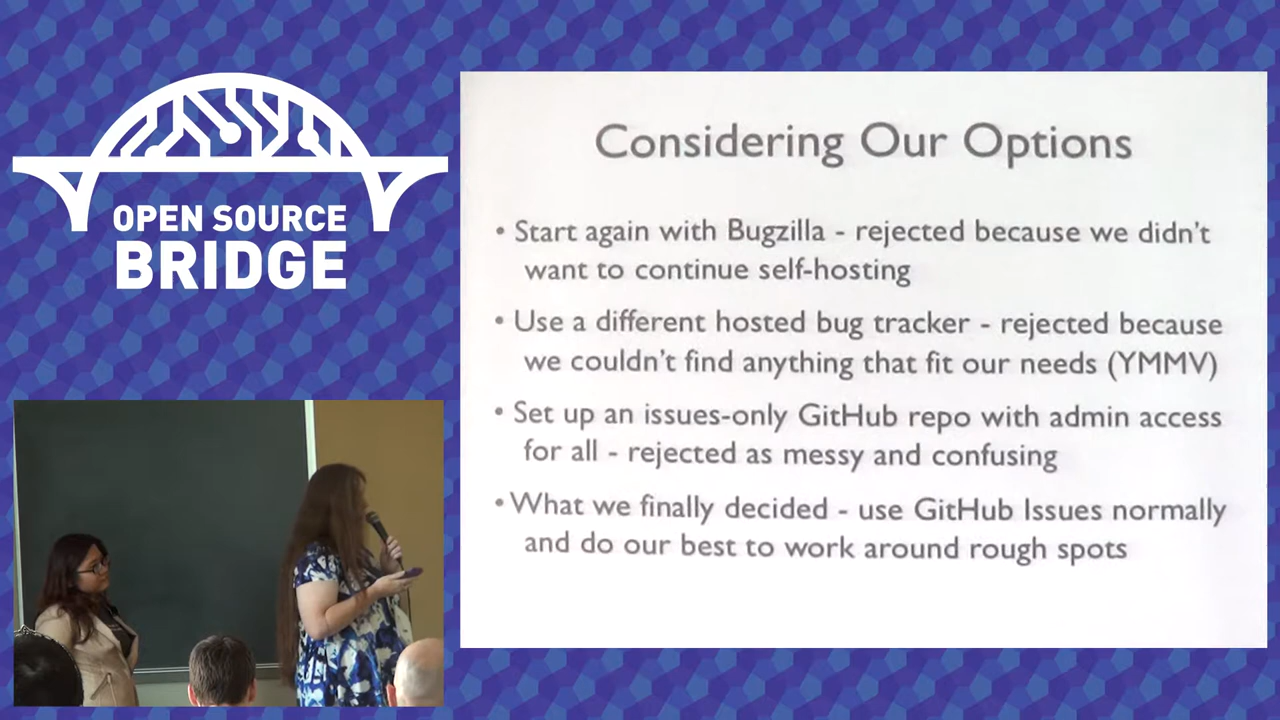 OPEN SOURCE
BRIDGE
Considering Our Options
• Start again with Bugzilla - rejected because we didn't
want to continue self-hosting
• Use a different hosted bug tracker - rejected because
we couldn't find anything that fit our needs (YMMV)
• Set up an issues-only GitHub repo with admin access
for all - rejected as messy and confusing
• What we finally decided - use GitHub Issues normally
and do our best to work around rough spots